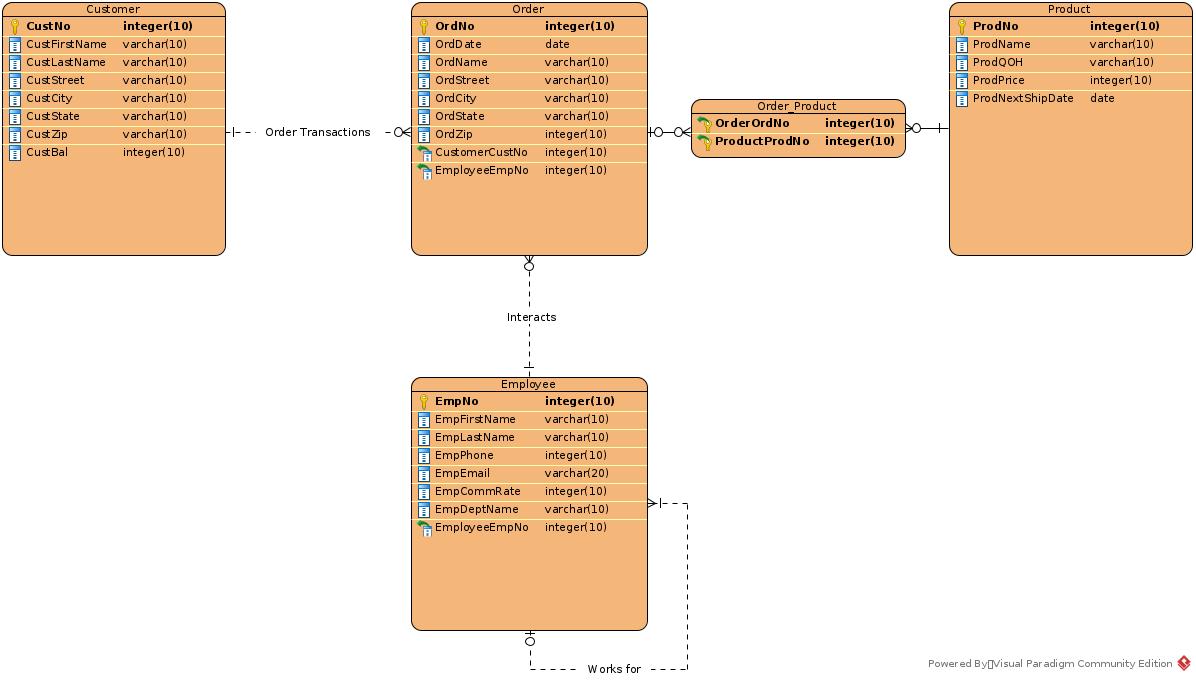 Customer
CustNo integer(10)
CustFirstName varchar(10)
CustLastName varchar(10)
CustStreet varchar(10)
CustCity varchar(10)
CustState varchar(10)
CustZip varchar(10)
CustBal integer(10)
Order Transactions
Order
OrdNo integer(10)
OrdDate date
OrdName varchar(10)
OrdStreet varchar(10)
OrdCity varchar(10)
OrdState varchar(10)
OrdZip integer(10)
CustomerCustNo integer(10)
EmployeeEmpNo integer(10)
Order_Product
OrderOrdNo integer(10)
ProductProdNo integer(10)
Product
ProdNo integer(10)
ProdName varchar(10)
ProdQOH varchar(10)
ProdPrice integer(10)
ProdNextShipDate date
Interacts
Employee
EmpNo integer(10)
EmpFirstName varchar(10)
EmpLastName varchar(10)
EmpPhone integer(10)
EmpEmail varchar(20)
EmpCommRate integer(10)
EmpDeptName varchar(10)
EmployeeEmpNo integer(10)
Works for
Powered By Visual Paradigm Community Edition